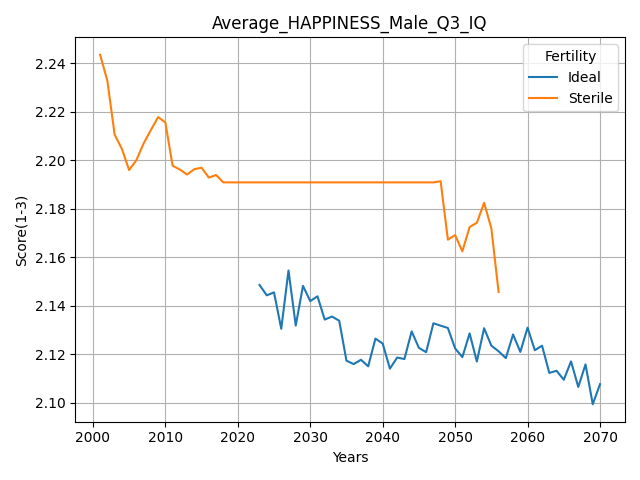 Average_HAPPINESS_Male_Q3_IQ
Fertility
Ideal
Sterile
Score(1-3)
2.24
2.22
2.20
2.18
2.16
2.14
2.12
2.10
2000 2010 2020 2030 2040 2050 2060 2070
Years